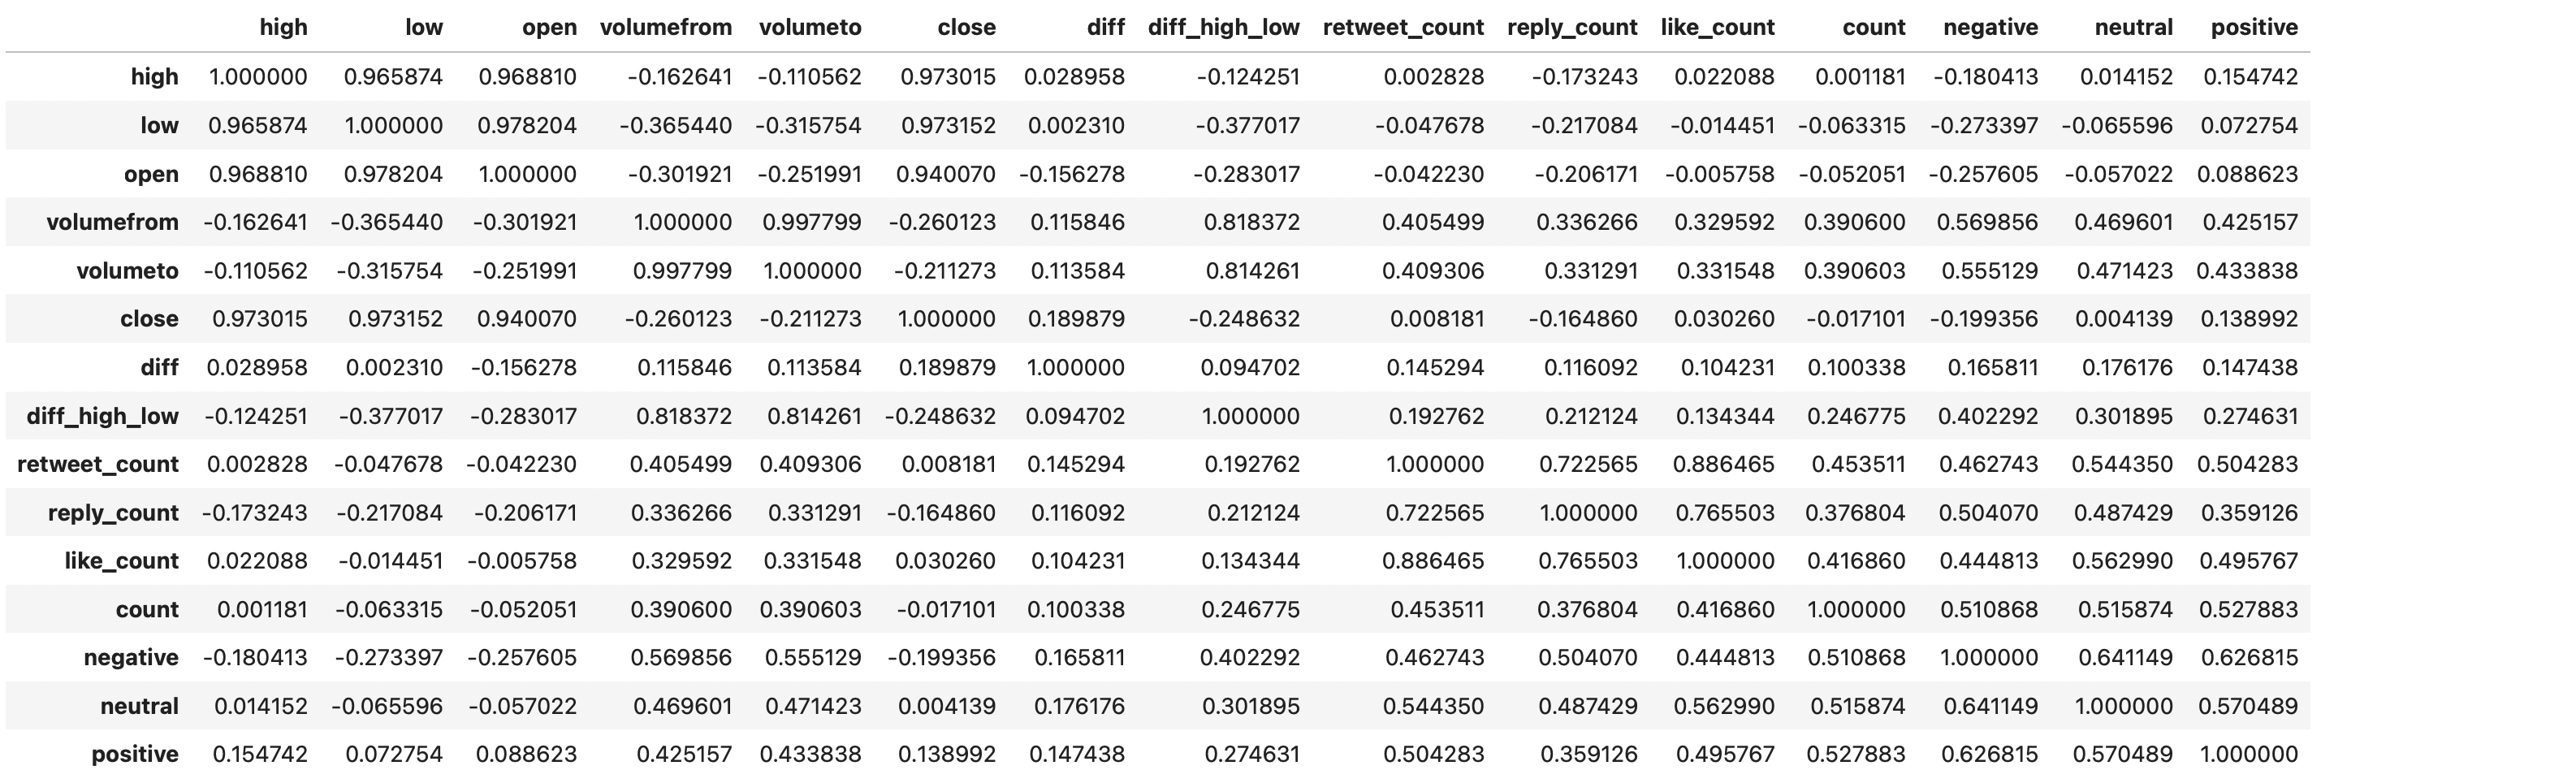 high low open volumefrom volumeto close diff diff_high_low retweet_count reply_count like_count count negative neutral positive
high 1.000000 0.965874 0.968810 -0.162641 -0.110562 0.973015 0.028958 -0.124251 0.002828 -0.173243 0.022088 0.001181 -0.180413 0.014152 0.154742
low 0.965874 1.000000 0.978204 -0.365440 -0.315754 0.973152 0.002310 -0.377017 -0.047678 -0.217084 -0.014451 -0.063315 -0.273397 -0.065596 0.072754
open 0.968810 0.978204 1.000000 -0.301921 -0.251991 0.940070 -0.156278 -0.283017 -0.042230 -0.206171 -0.005758 -0.052051 -0.257605 -0.057022 0.088623
volumefrom -0.162641 -0.365440 -0.301921 1.000000 0.997799 -0.260123 0.115846 0.818372 0.405499 0.336266 0.329592 0.390600 0.569856 0.469601 0.425157
volumeto -0.110562 -0.315754 -0.251991 0.997799 1.000000 -0.211273 0.113584 0.814261 0.409306 0.331291 0.331548 0.390603 0.555129 0.471423 0.433838
close 0.973015 0.973152 0.940070 -0.260123 -0.211273 1.000000 0.189879 -0.248632 0.008181 -0.164860 0.030260 -0.017101 -0.199356 0.004139 0.138992
diff 0.028958 0.002310 -0.156278 0.115846 0.113584 0.189879 1.000000 0.094702 0.145294 0.116092 0.104231 0.100338 0.165811 0.176176 0.147438
diff_high_low -0.124251 -0.377017 -0.283017 0.818372 0.814261 -0.248632 0.094702 1.000000 0.192762 0.212124 0.134344 0.246775 0.402292 0.301895 0.274631
retweet_count 0.002828 -0.047678 -0.042230 0.405499 0.409306 0.008181 0.145294 0.192762 1.000000 0.722565 0.886465 0.453511 0.462743 0.544350 0.504283
reply_count -0.173243 -0.217084 -0.206171 0.336266 0.331291 -0.164860 0.116092 0.212124 0.722565 1.000000 0.765503 0.376804 0.504070 0.487429 0.359126
like_count 0.022088 -0.014451 -0.005758 0.329592 0.331548 0.030260 0.104231 0.134344 0.886465 0.765503 1.000000 0.416860 0.444813 0.562990 0.495767
count 0.001181 -0.063315 -0.052051 0.390600 0.390603 -0.017101 0.100338 0.246775 0.453511 0.376804 0.416860 1.000000 0.510868 0.515874 0.527883
negative -0.180413 -0.273397 -0.257605 0.569856 0.555129 -0.199356 0.165811 0.402292 0.462743 0.504070 0.444813 0.510868 1.000000 0.641149 0.626815
neutral 0.014152 -0.065596 -0.057022 0.469601 0.471423 0.004139 0.176176 0.301895 0.544350 0.487429 0.562990 0.515874 0.641149 1.000000 0.570489
positive 0.154742 0.072754 0.088623 0.425157 0.433838 0.138992 0.147438 0.274631 0.504283 0.359126 0.495767 0.527883 0.626815 0.570489 1.000000